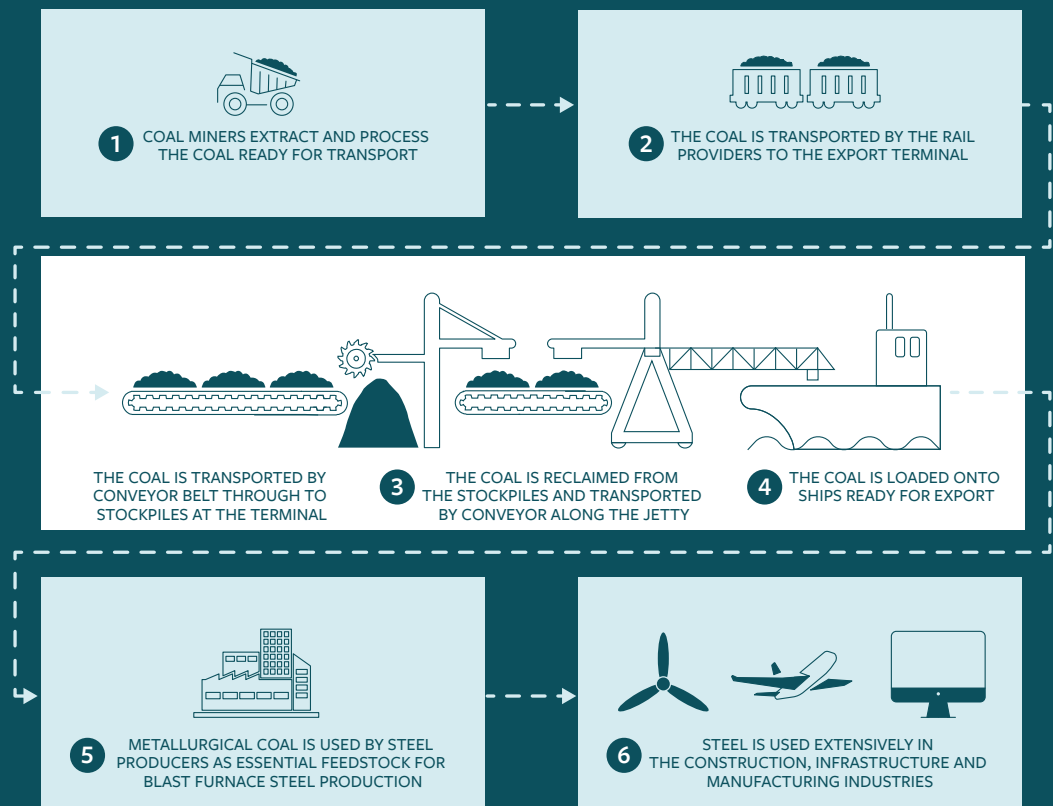 1
COAL MINERS EXTRACT AND PROCESS
THE COAL READY FOR TRANSPORT
2
THE COAL IS TRANSPORTED BY THE RAIL
PROVIDERS TO THE EXPORT TERMINAL
THE COAL IS TRANSPORTED BY
CONVEYOR BELT THROUGH TO
STOCKPILES AT THE TERMINAL
3
THE COAL IS RECLAIMED FROM
THE STOCKPILES AND TRANSPORTED
BY CONVEYOR ALONG THE JETTY
4
THE COAL IS LOADED ONTO
SHIPS READY FOR EXPORT
5
METALLURGICAL COAL IS USED BY STEEL
PRODUCERS AS ESSENTIAL FEEDSTOCK FOR
BLAST FURNACE STEEL PRODUCTION
6
STEEL IS USED EXTENSIVELY IN
THE CONSTRUCTION, INFRASTRUCTURE AND
MANUFACTURING INDUSTRIES